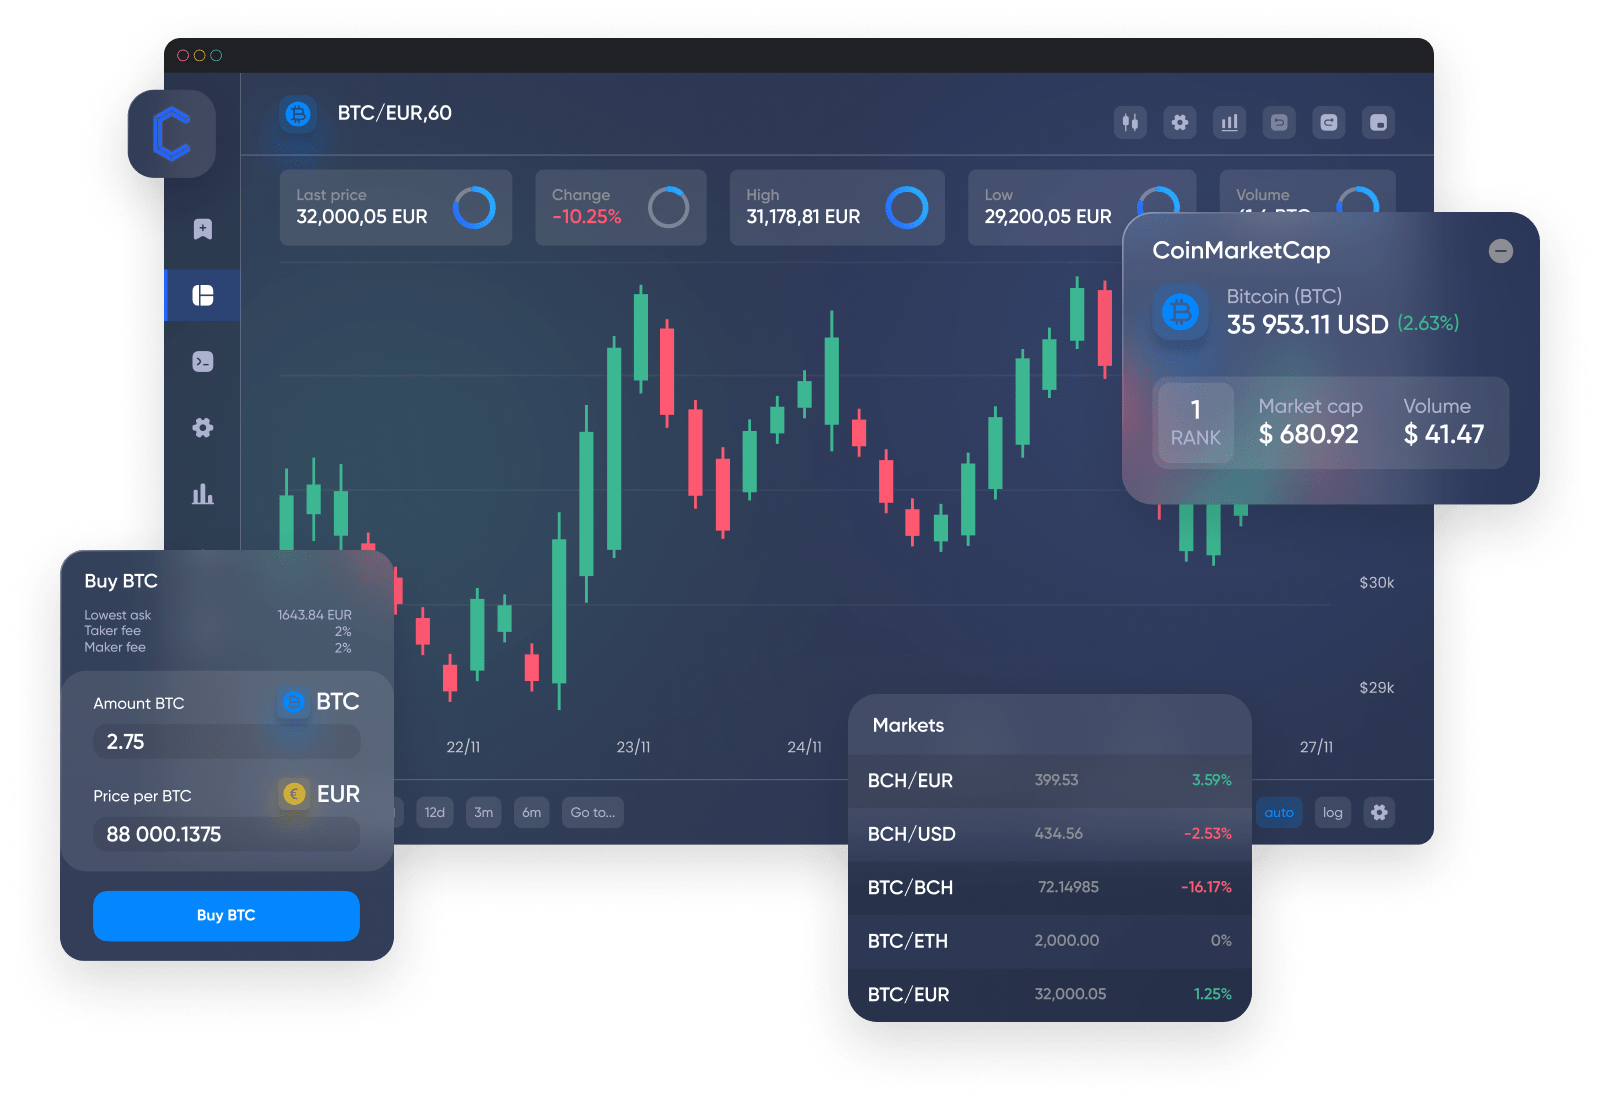 BTC/EUR,60
Last price
32,000,05 EUR
Change
-10.25%
High
31,178,81 EUR
Low
29,200,05 EUR
Volume
CoinMarketCap
Bitcoin (BTC)
35 953.11 USD (2.63%)
1
RANK
Market cap
$ 680.92
Volume
$ 41.47
$30k
$29k
22/11
23/11
24/11
27/11
12d
3m
6m
Go to...
auto
log
Buy BTC
Lowest ask 1643.84 EUR
Taker fee 2%
Maker fee 2%
Amount BTC BTC
2.75
Price per BTC € EUR
88 000.1375
Buy BTC
Markets
BCH/EUR 399.53 3.59%
BCH/USD 434.56 -2.53%
BTC/BCH 72.14985 -16.17%
BTC/ETH 2,000.00 0%
BTC/EUR 32,000.05 1.25%